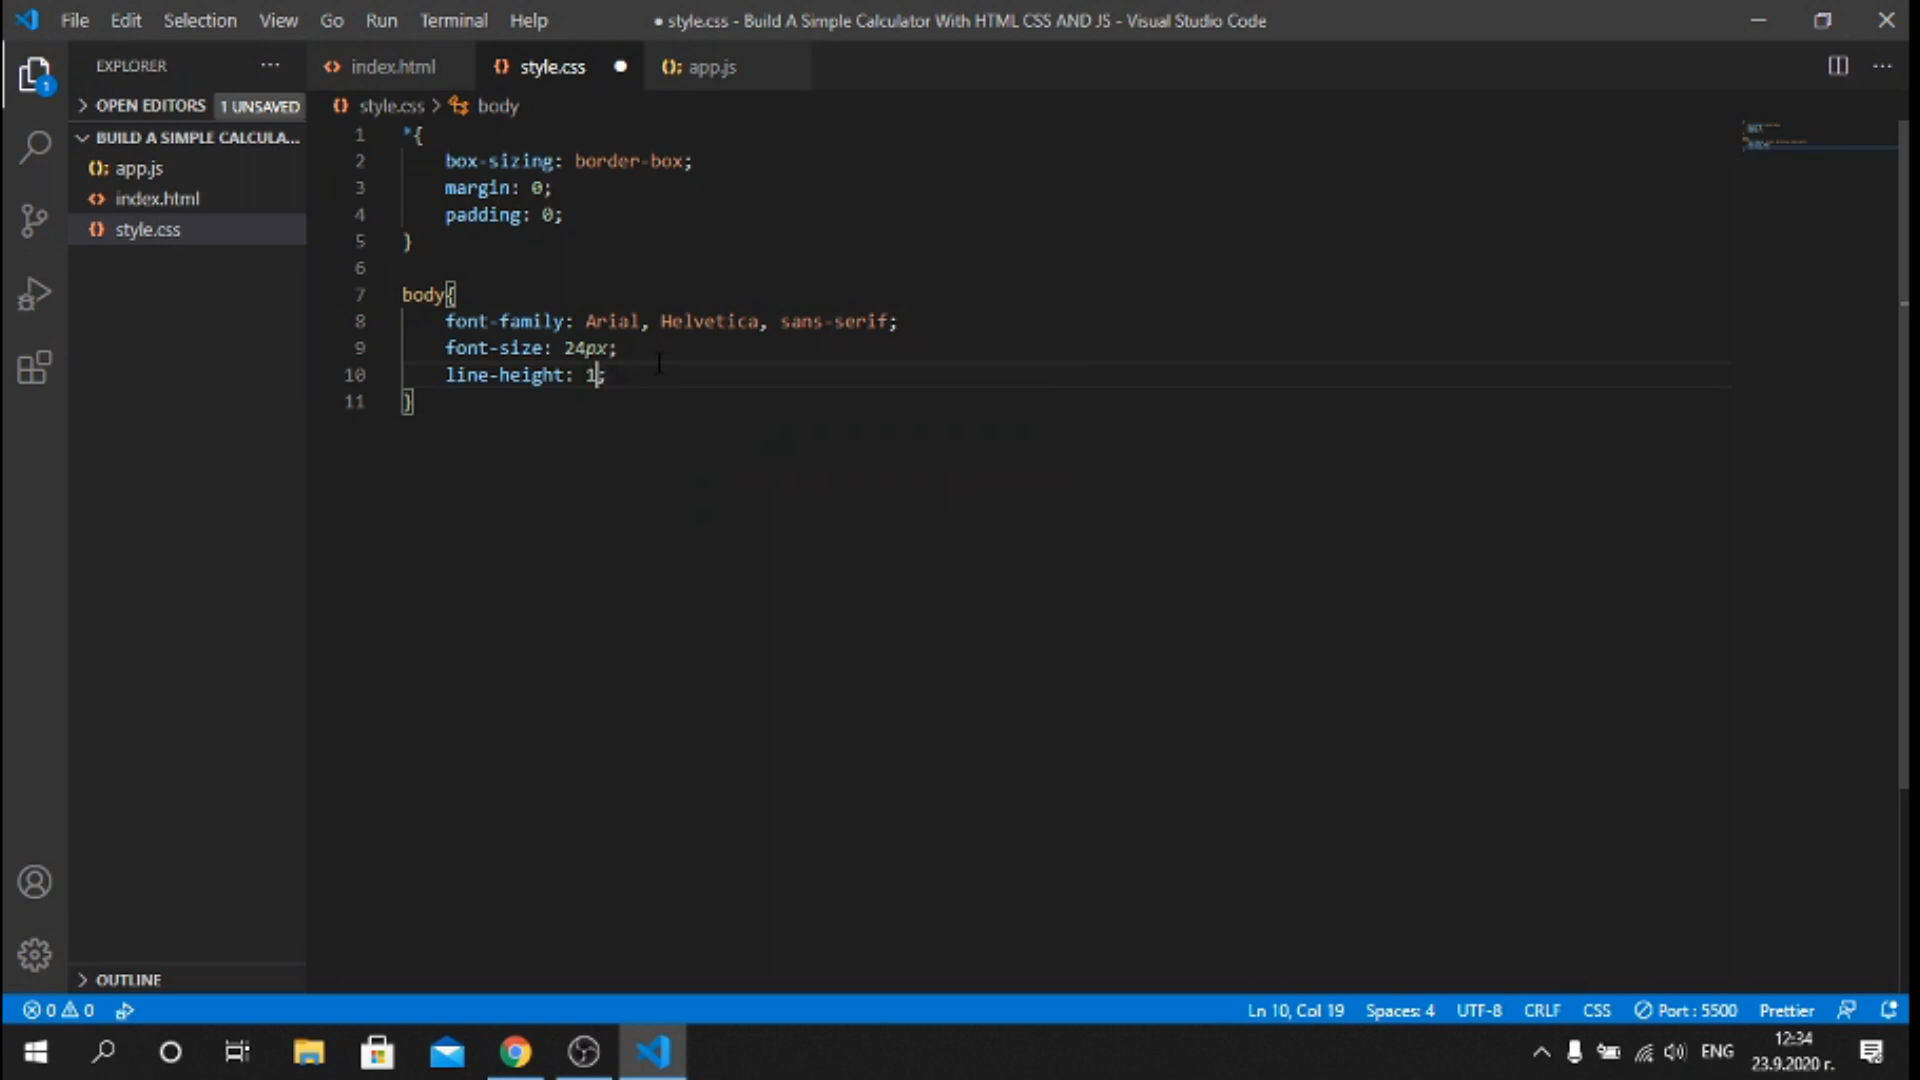 File Edit Selection View Go Run Terminal Help
● style.css - Build A Simple Calculator With HTML CSS AND JS - Visual Studio Code
EXPLORER
index.html
style.css
app.js
OPEN EDITORS 1 UNSAVED
style.css > body
BUILD A SIMPLE CALCULA...
app.js
index.html
style.css
1 *{
2 box-sizing: border-box;
3 margin: 0;
4 padding: 0;
5 }
6
7 body{
8 font-family: Arial, Helvetica, sans-serif;
9 font-size: 24px;
10 line-height: 1;
11 }
1
OUTLINE
0 0 Ln 10, Col 19 Spaces: 4 UTF-8 CRLF CSS Port : 5500 Prettier
ENG
12:34
23.9.2020 г.